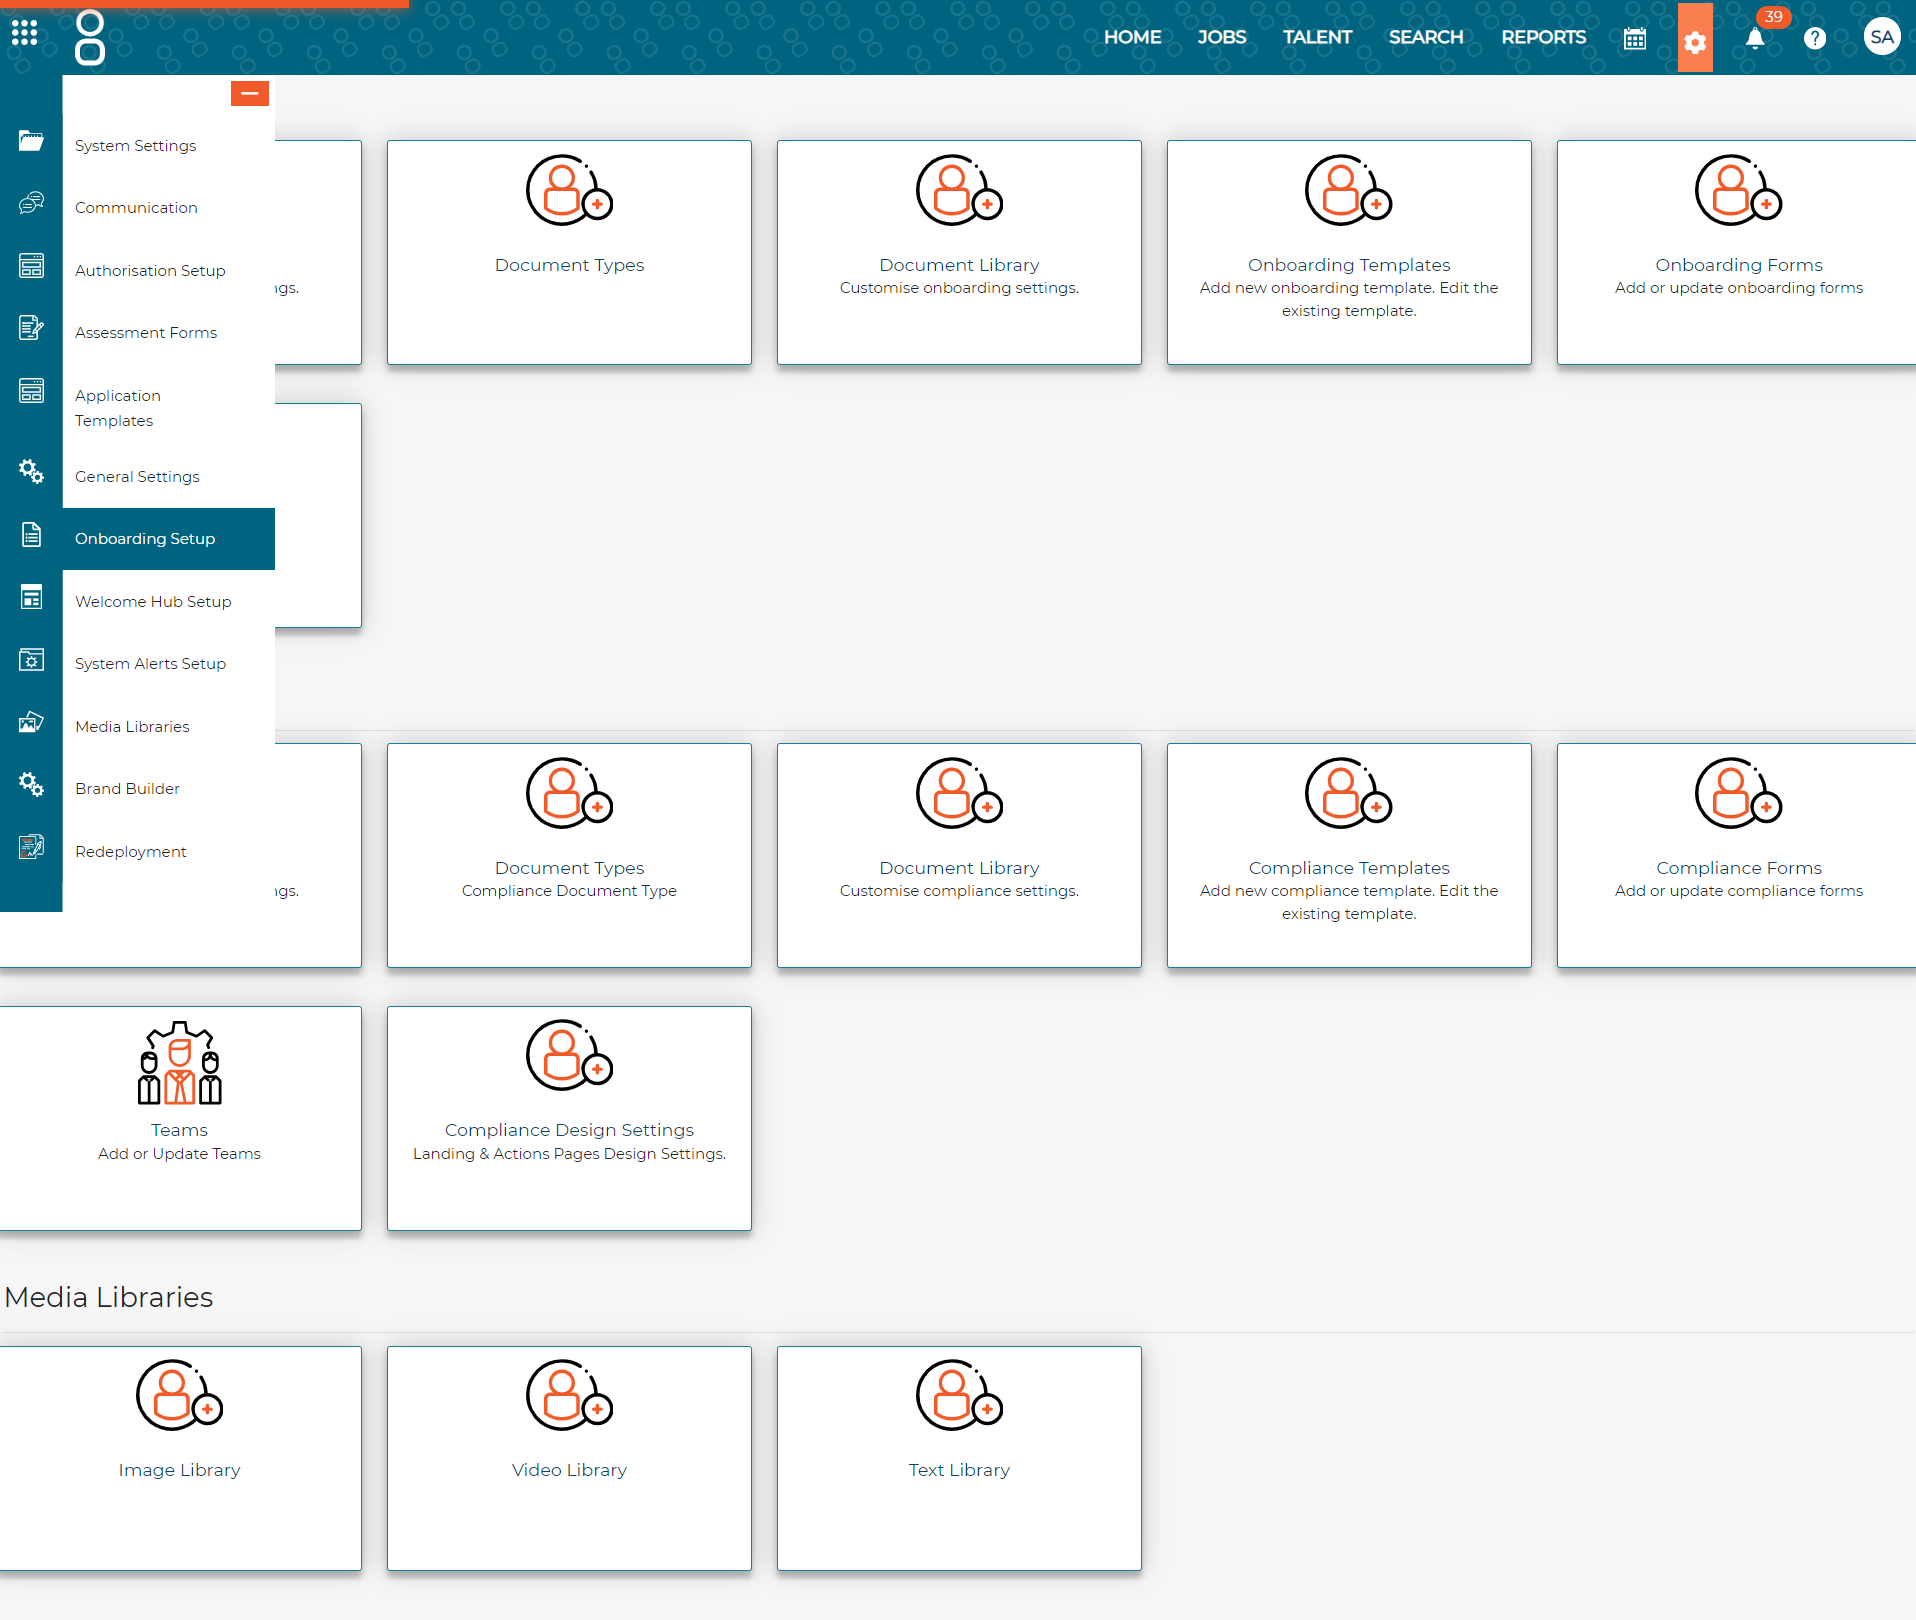 HOME JOBS TALENT SEARCH REPORTS 39 ? SA
System Settings
Communication
Authorisation Setup
Assessment Forms
Application
Templates
General Settings
Onboarding Setup
Welcome Hub Setup
System Alerts Setup
Media Libraries
Brand Builder
Redeployment
Document Types
Document Library
Customise onboarding settings.
Onboarding Templates
Add new onboarding template. Edit the
existing template.
Onboarding Forms
Add or update onboarding forms
Document Types
Compliance Document Type
Document Library
Customise compliance settings.
Compliance Templates
Add new compliance template. Edit the
existing template.
Compliance Forms
Add or update compliance forms
Teams
Add or Update Teams
Compliance Design Settings
Landing & Actions Pages Design Settings.
Media Libraries
Image Library
Video Library
Text Library